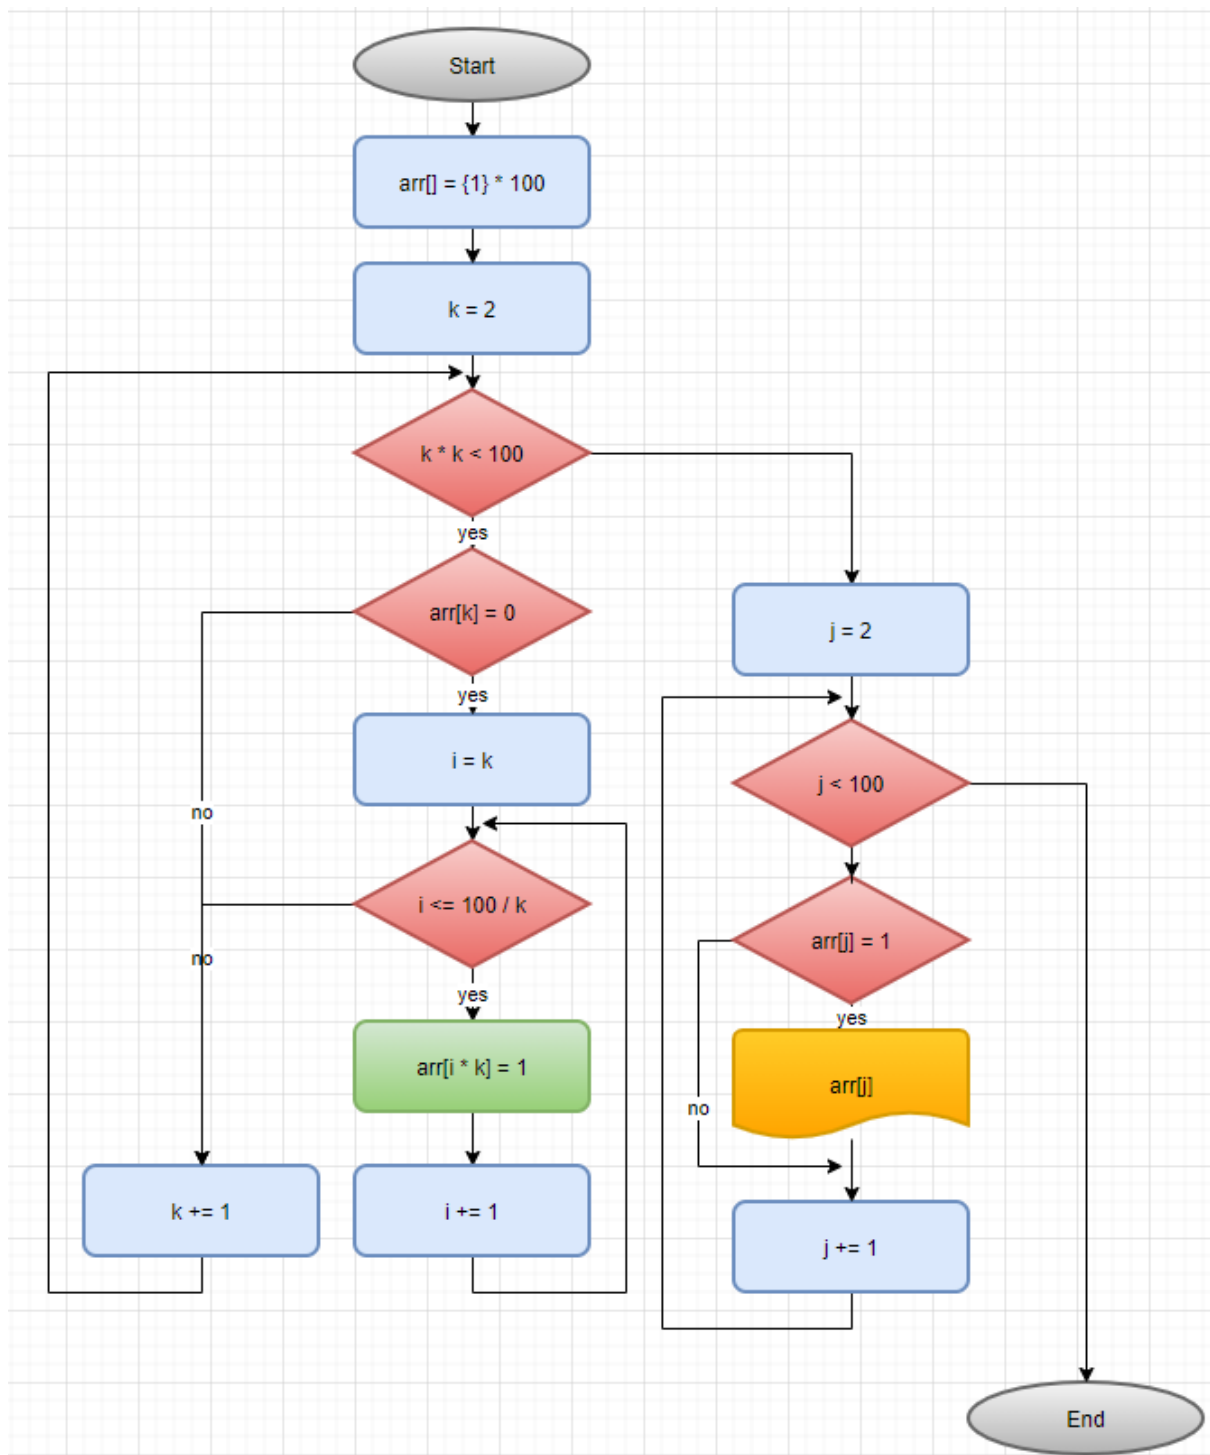 Start
arr[] = {1} * 100
k = 2
k * k < 100
yes
arr[k] = 0
yes
i = k
no
i <= 100 / k
no
yes
arr[i * k] = 1
k += 1
i += 1
j = 2
j < 100
arr[j] = 1
yes
arr[j]
no
j += 1
End